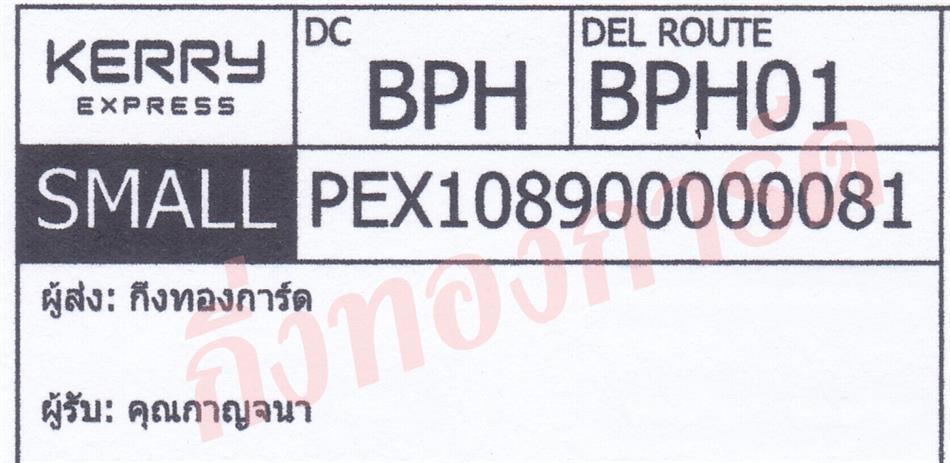 KERRY
EXPRESS
DC
BPH
DEL ROUTE
BPH01
SMALL
PEX10890000000081
ผู้ส่ง: กิ่งทองการ์ด
ผู้รับ: คุณกาญจนา
กิ่งทองการ์ด